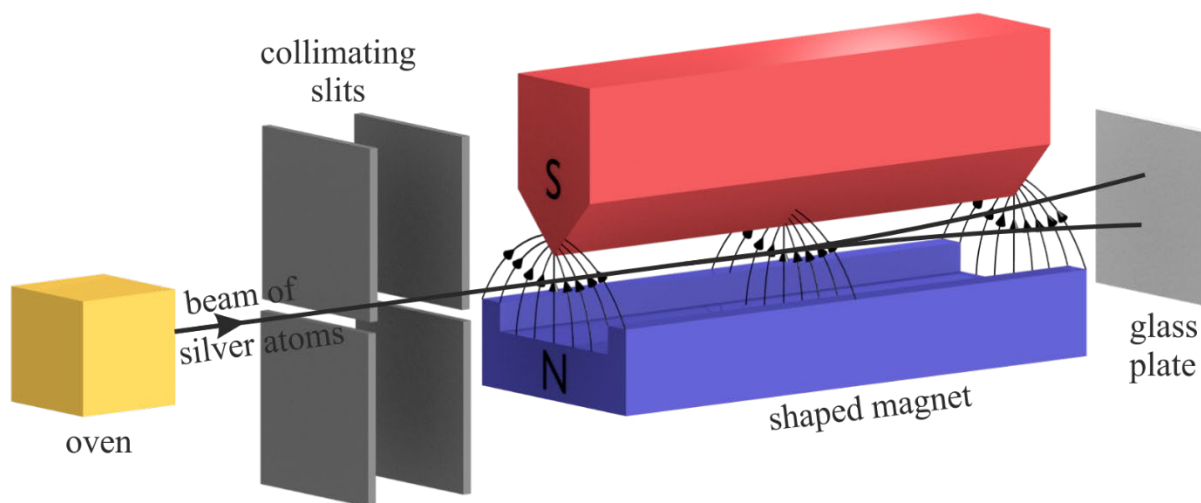 collimating
slits
S
beam of
silver atoms
N
oven
shaped magnet
glass
plate